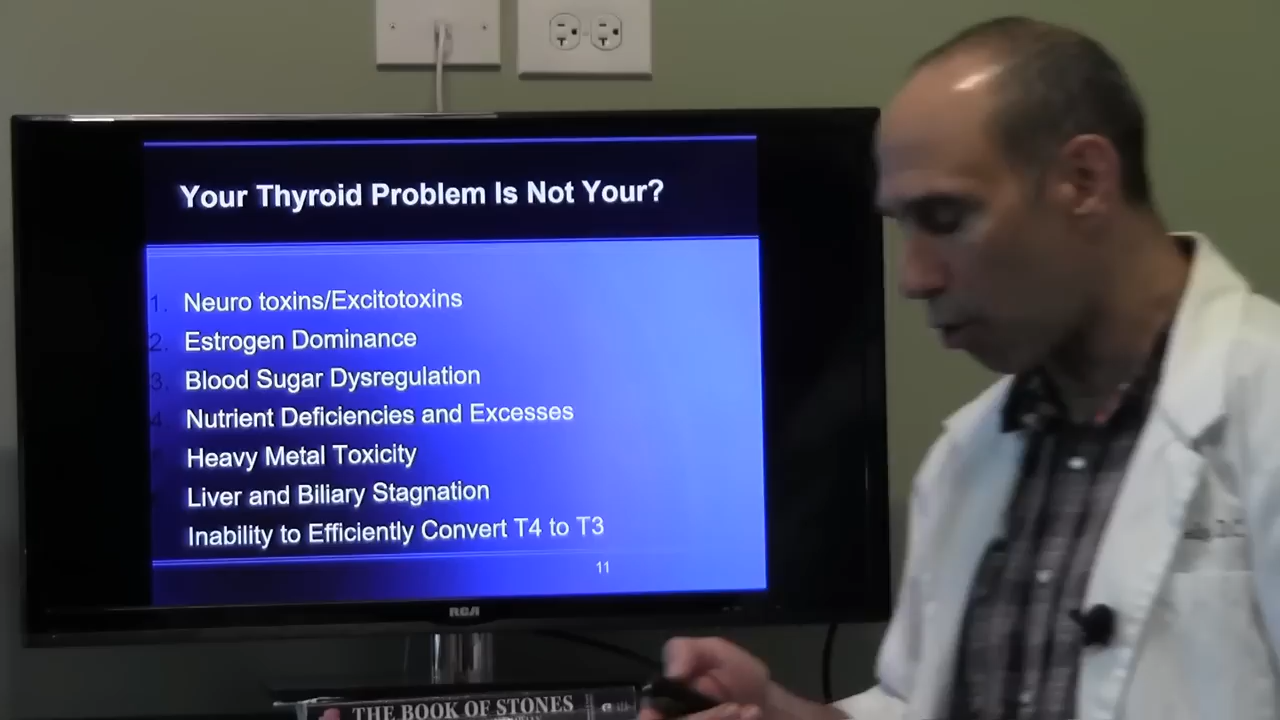 Your Thyroid Problem Is Not Your?
1. Neuro toxins/Excitotoxins
2. Estrogen Dominance
3. Blood Sugar Dysregulation
4. Nutrient Deficiencies and Excesses
Heavy Metal Toxicity
Liver and Biliary Stagnation
Inability to Efficiently Convert T4 to T3
11
RCA
THE BOOK OF STONES